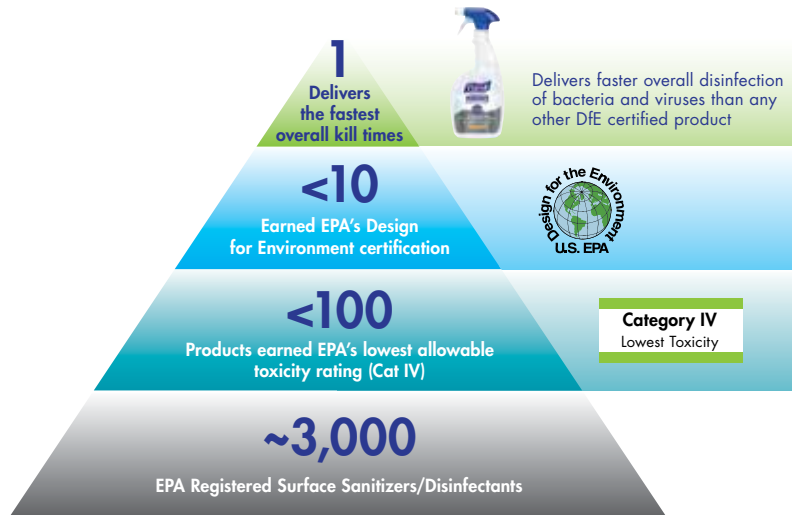 1
Delivers
the fastest
overall kill times
PURELL
Delivers faster overall disinfection
of bacteria and viruses than any
other DfE certified product
<10
Earned EPA's Design
for Environment certification
Design for the Environment
U.S. EPA
<100
Products earned EPA's lowest allowable
toxicity rating (Cat IV)
Category IV
Lowest Toxicity
~3,000
EPA Registered Surface Sanitizers/Disinfectants